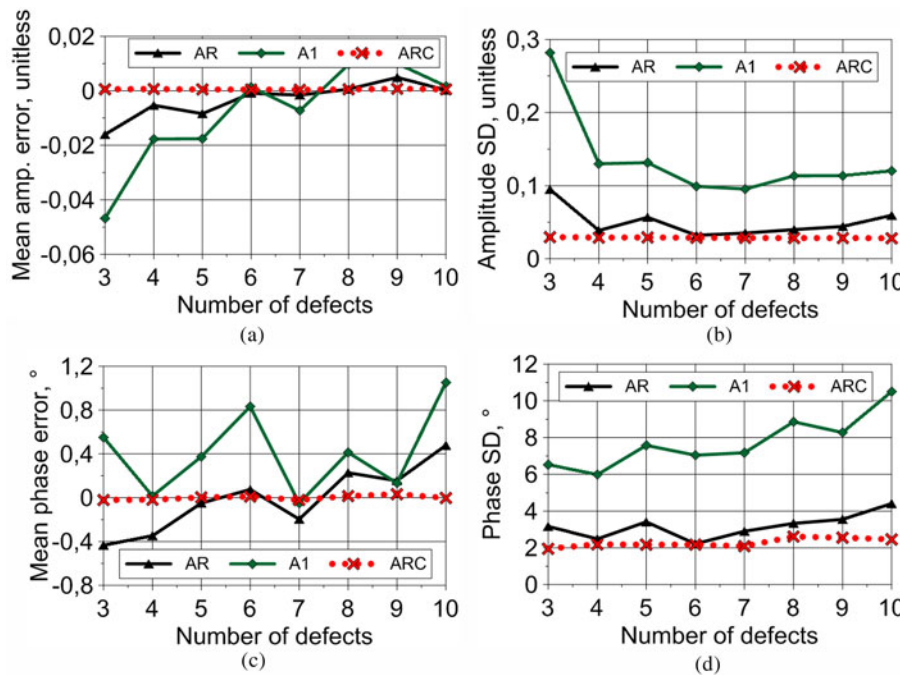 Mean amp. error, unitless
0,02
0
-0,02
-0,04
-0,06
AR A1 ARC
3 4 5 6 7 8 9 10
Number of defects
(a)
Amplitude SD, unitless
0,3
0,2
0,1
0
AR A1 ARC
3 4 5 6 7 8 9 10
Number of defects
(b)
Mean phase error, °
1,2
0,8
0,4
0
-0,4
-0,8
AR A1 ARC
3 4 5 6 7 8 9 10
Number of defects
(c)
Phase SD, °
12
10
8
6
4
2
0
AR A1 ARC
3 4 5 6 7 8 9 10
Number of defects
(d)